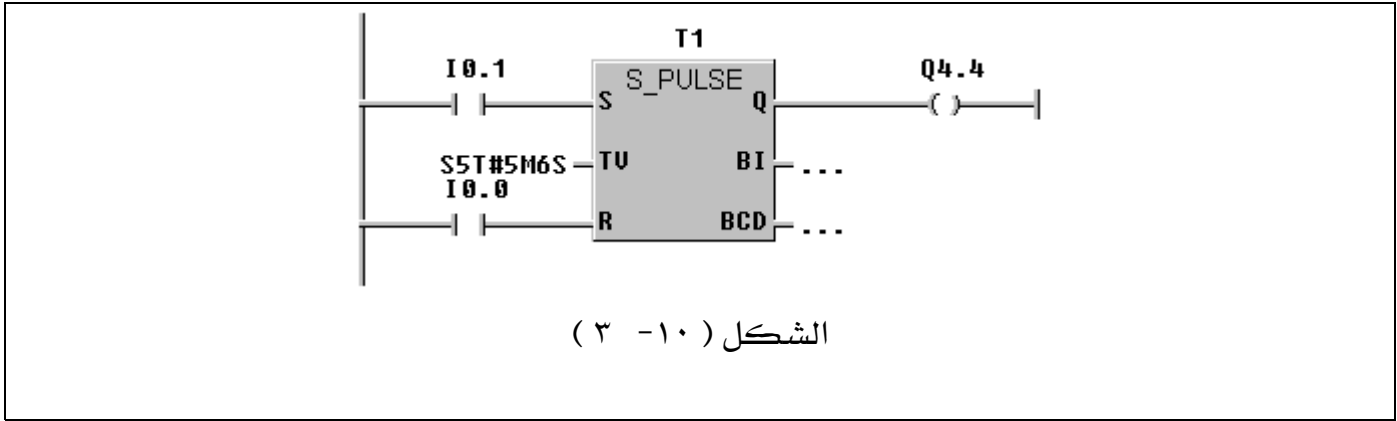 T1
I0.1 S_PULSE Q4.4
S Q
S5T#5M6S TV BI ...
I0.0
R BCD ...
الشكل ( ١٠- ٣ )